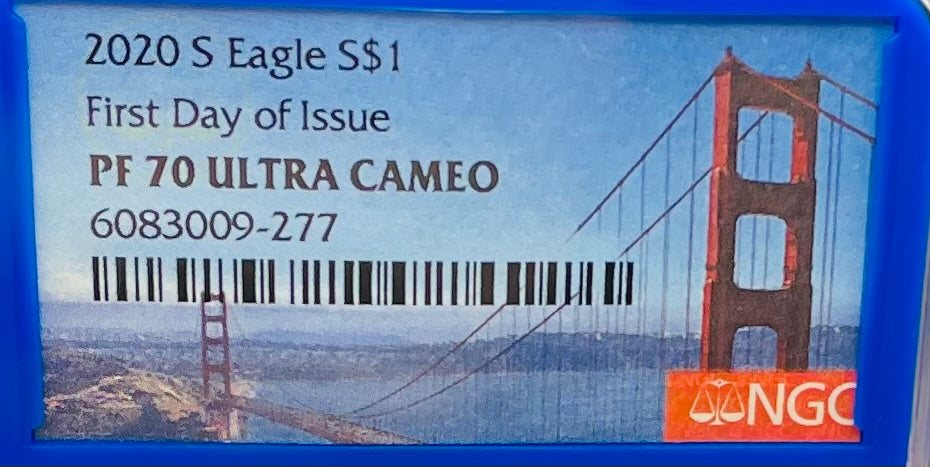 2020 S Eagle S$1
First Day of Issue
PF 70 ULTRA CAMEO
6083009-277
NGC